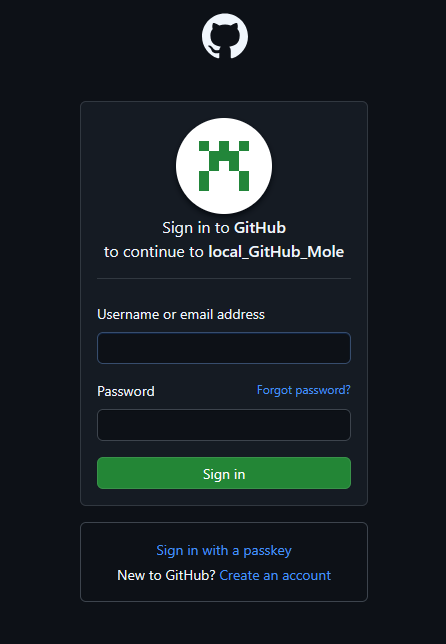 Sign in to GitHub
to continue to local_GitHub_Mole
Username or email address
Password
Forgot password?
Sign in
Sign in with a passkey
New to GitHub? Create an account